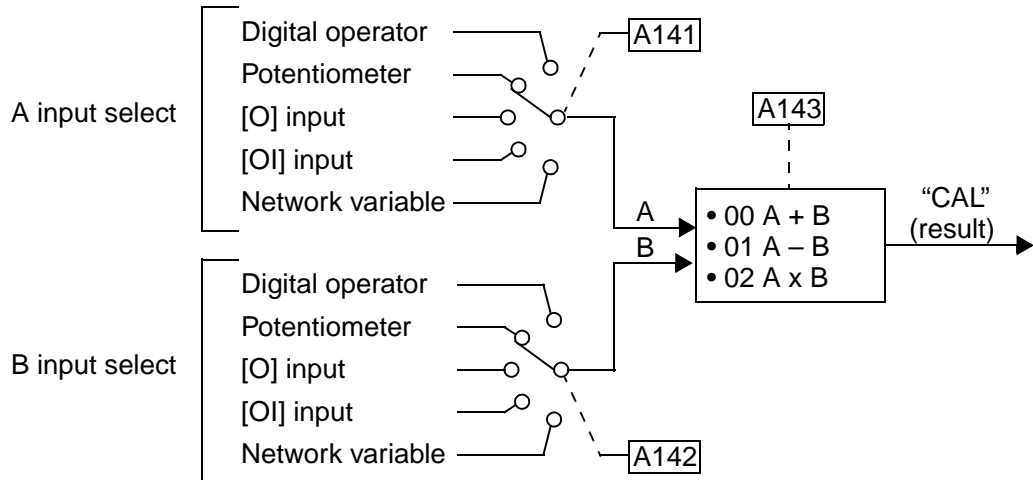 A input select
Digital operator
Potentiometer
[O] input
[OI] input
Network variable
A141
B input select
Digital operator
Potentiometer
[O] input
[OI] input
Network variable
A142
A
B
A143
• 00 A + B
• 01 A – B
• 02 A x B
“CAL”
(result)